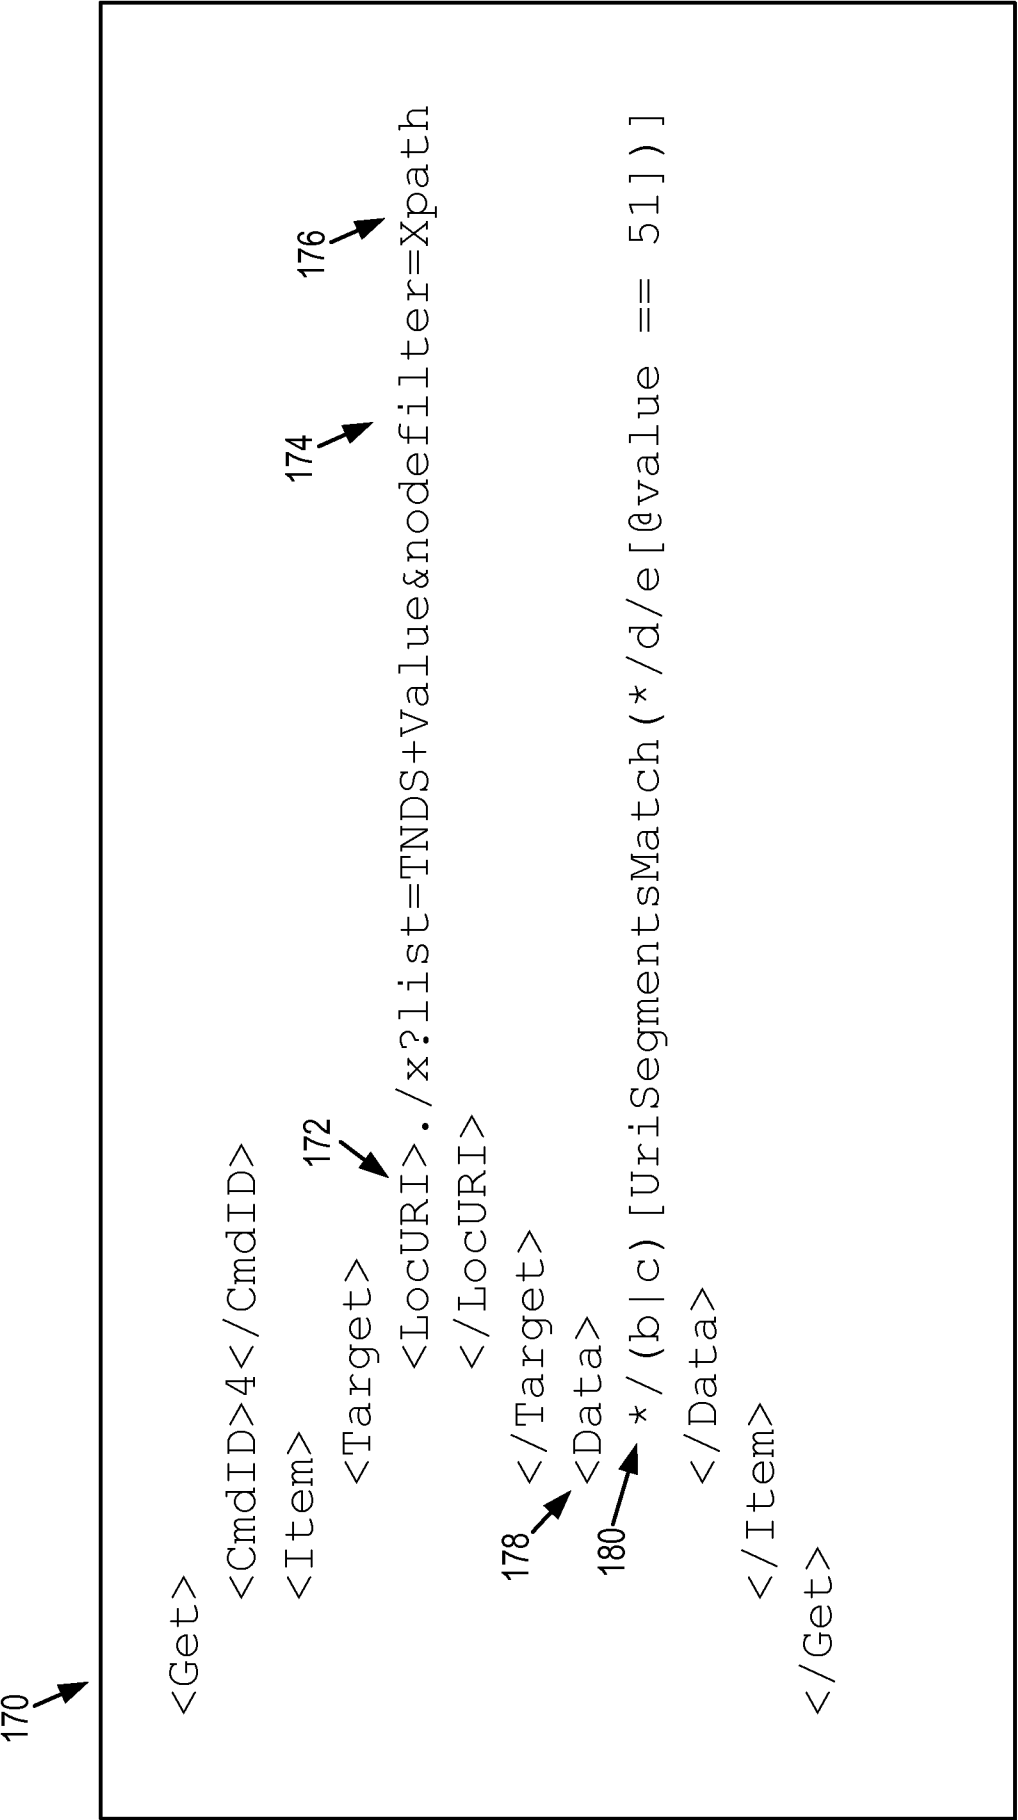 170
<Get>
<CmdID>4</CmdID>
<Item>
<Target>
172
174
176
<LocURI>./x?list=TNDS+Value&nodefilter=Xpath
</LocURI>
</Target>
178
<Data>
180
*/(b|c)[UriSegmentsMatch(*/d/e[@value == 51])]
</Data>
</Item>
</Get>